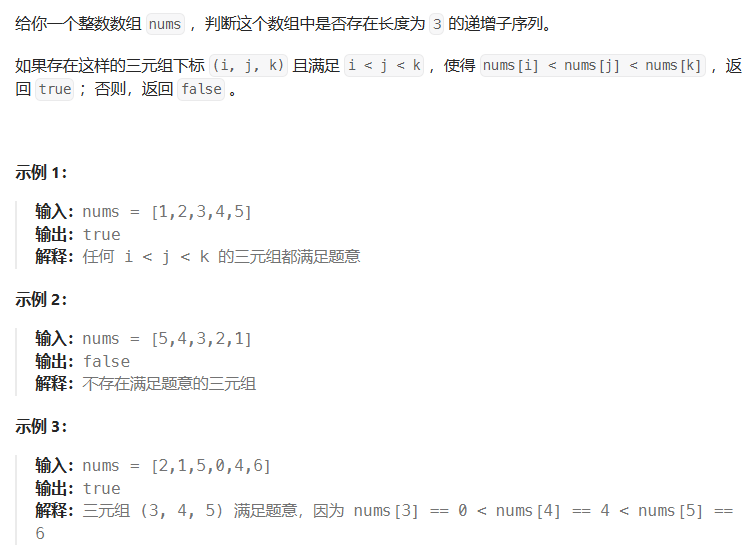 给你一个整数数组 nums ，判断这个数组中是否存在长度为 3 的递增子序列。
如果存在这样的三元组下标 (i, j, k) 且满足 i < j < k ，使得 nums[i] < nums[j] < nums[k] ，返
回 true ；否则，返回 false 。
示例 1：
输入：nums = [1,2,3,4,5]
输出：true
解释：任何 i < j < k 的三元组都满足题意
示例 2：
输入：nums = [5,4,3,2,1]
输出：false
解释：不存在满足题意的三元组
示例 3：
输入：nums = [2,1,5,0,4,6]
输出：true
解释：三元组 (3, 4, 5) 满足题意，因为 nums[3] == 0 < nums[4] == 4 < nums[5] ==
6